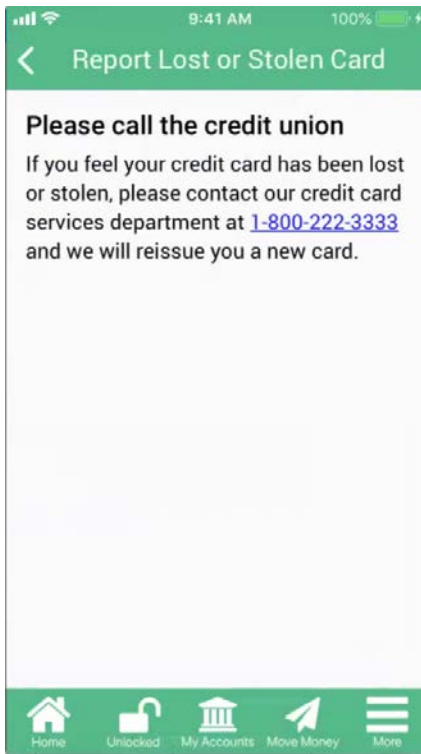 9:41 AM
100%
Report Lost or Stolen Card
Please call the credit union
If you feel your credit card has been lost
or stolen, please contact our credit card
services department at 1-800-222-3333
and we will reissue you a new card.
Home
Unlocked
My Accounts
Move Money
More